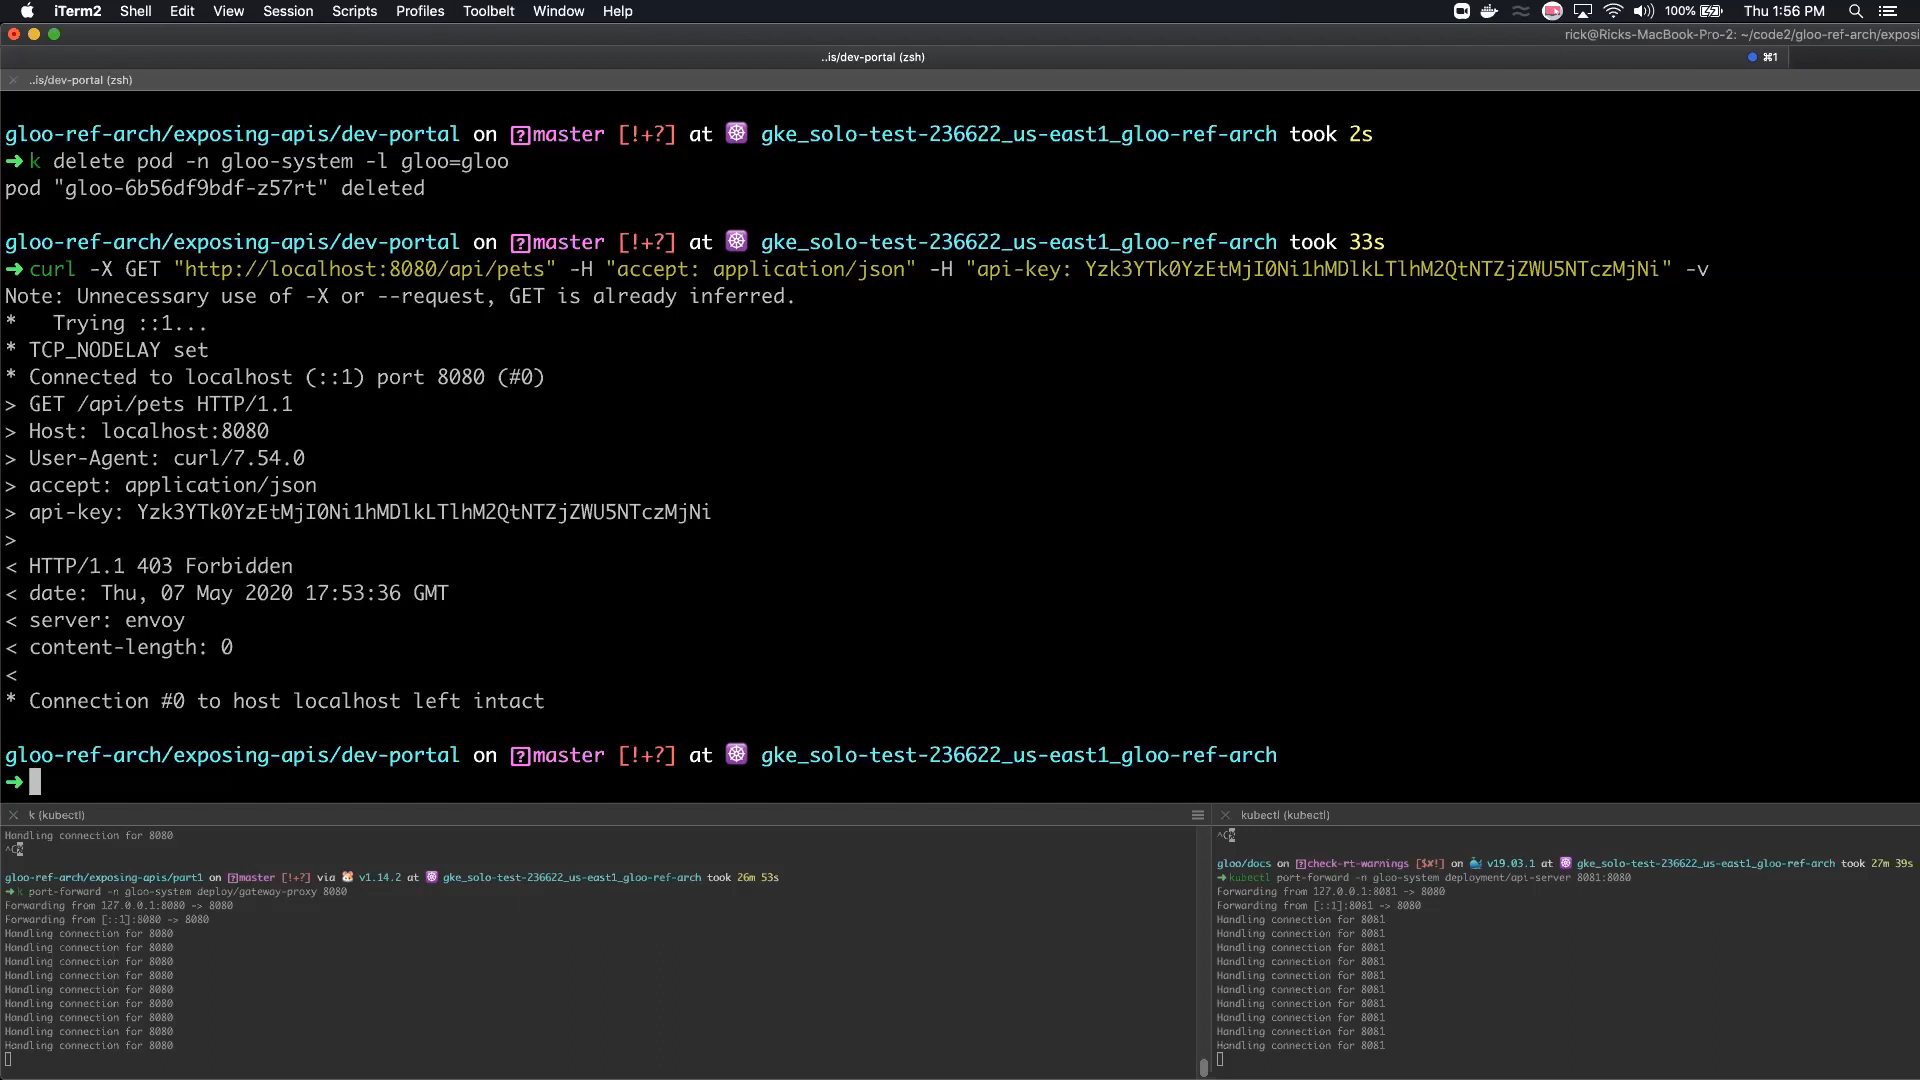 iTerm2 Shell Edit View Session Scripts Profiles Toolbelt Window Help 100% Thu 1:56 PM
rick@Ricks-MacBook-Pro-2: ~/code2/gloo-ref-arch/exposi
..is/dev-portal (zsh) ⌘1
..is/dev-portal (zsh)
gloo-ref-arch/exposing-apis/dev-portal on master [!+?] at gke_solo-test-236622_us-east1_gloo-ref-arch took 2s
➜ k delete pod -n gloo-system -l gloo=gloo
pod "gloo-6b56df9bdf-z57rt" deleted
gloo-ref-arch/exposing-apis/dev-portal on master [!+?] at gke_solo-test-236622_us-east1_gloo-ref-arch took 33s
➜ curl -X GET "http://localhost:8080/api/pets" -H "accept: application/json" -H "api-key: Yzk3YTk0YzEtMjI0Ni1hMDlkLTlhM2QtNTZjZWU5NTczMjNi" -v
Note: Unnecessary use of -X or --request, GET is already inferred.
*   Trying ::1...
* TCP_NODELAY set
* Connected to localhost (::1) port 8080 (#0)
> GET /api/pets HTTP/1.1
> Host: localhost:8080
> User-Agent: curl/7.54.0
> accept: application/json
> api-key: Yzk3YTk0YzEtMjI0Ni1hMDlkLTlhM2QtNTZjZWU5NTczMjNi
>
< HTTP/1.1 403 Forbidden
< date: Thu, 07 May 2020 17:53:36 GMT
< server: envoy
< content-length: 0
<
* Connection #0 to host localhost left intact
gloo-ref-arch/exposing-apis/dev-portal on master [!+?] at gke_solo-test-236622_us-east1_gloo-ref-arch
➜
k (kubectl)
Handling connection for 8080
^C
gloo-ref-arch/exposing-apis/part1 on master [!+?] via v1.14.2 at gke_solo-test-236622_us-east1_gloo-ref-arch took 26m 53s
➜ k port-forward -n gloo-system deploy/gateway-proxy 8080
Forwarding from 127.0.0.1:8080 -> 8080
Forwarding from [::1]:8080 -> 8080
Handling connection for 8080
Handling connection for 8080
Handling connection for 8080
Handling connection for 8080
Handling connection for 8080
Handling connection for 8080
Handling connection for 8080
Handling connection for 8080
Handling connection for 8080
kubectl (kubectl)
^C
gloo/docs on check-rt-warnings [$✘!] on v19.03.1 at gke_solo-test-236622_us-east1_gloo-ref-arch took 27m 39s
➜ kubectl port-forward -n gloo-system deployment/api-server 8081:8080
Forwarding from 127.0.0.1:8081 -> 8080
Forwarding from [::1]:8081 -> 8080
Handling connection for 8081
Handling connection for 8081
Handling connection for 8081
Handling connection for 8081
Handling connection for 8081
Handling connection for 8081
Handling connection for 8081
Handling connection for 8081
Handling connection for 8081
Handling connection for 8081